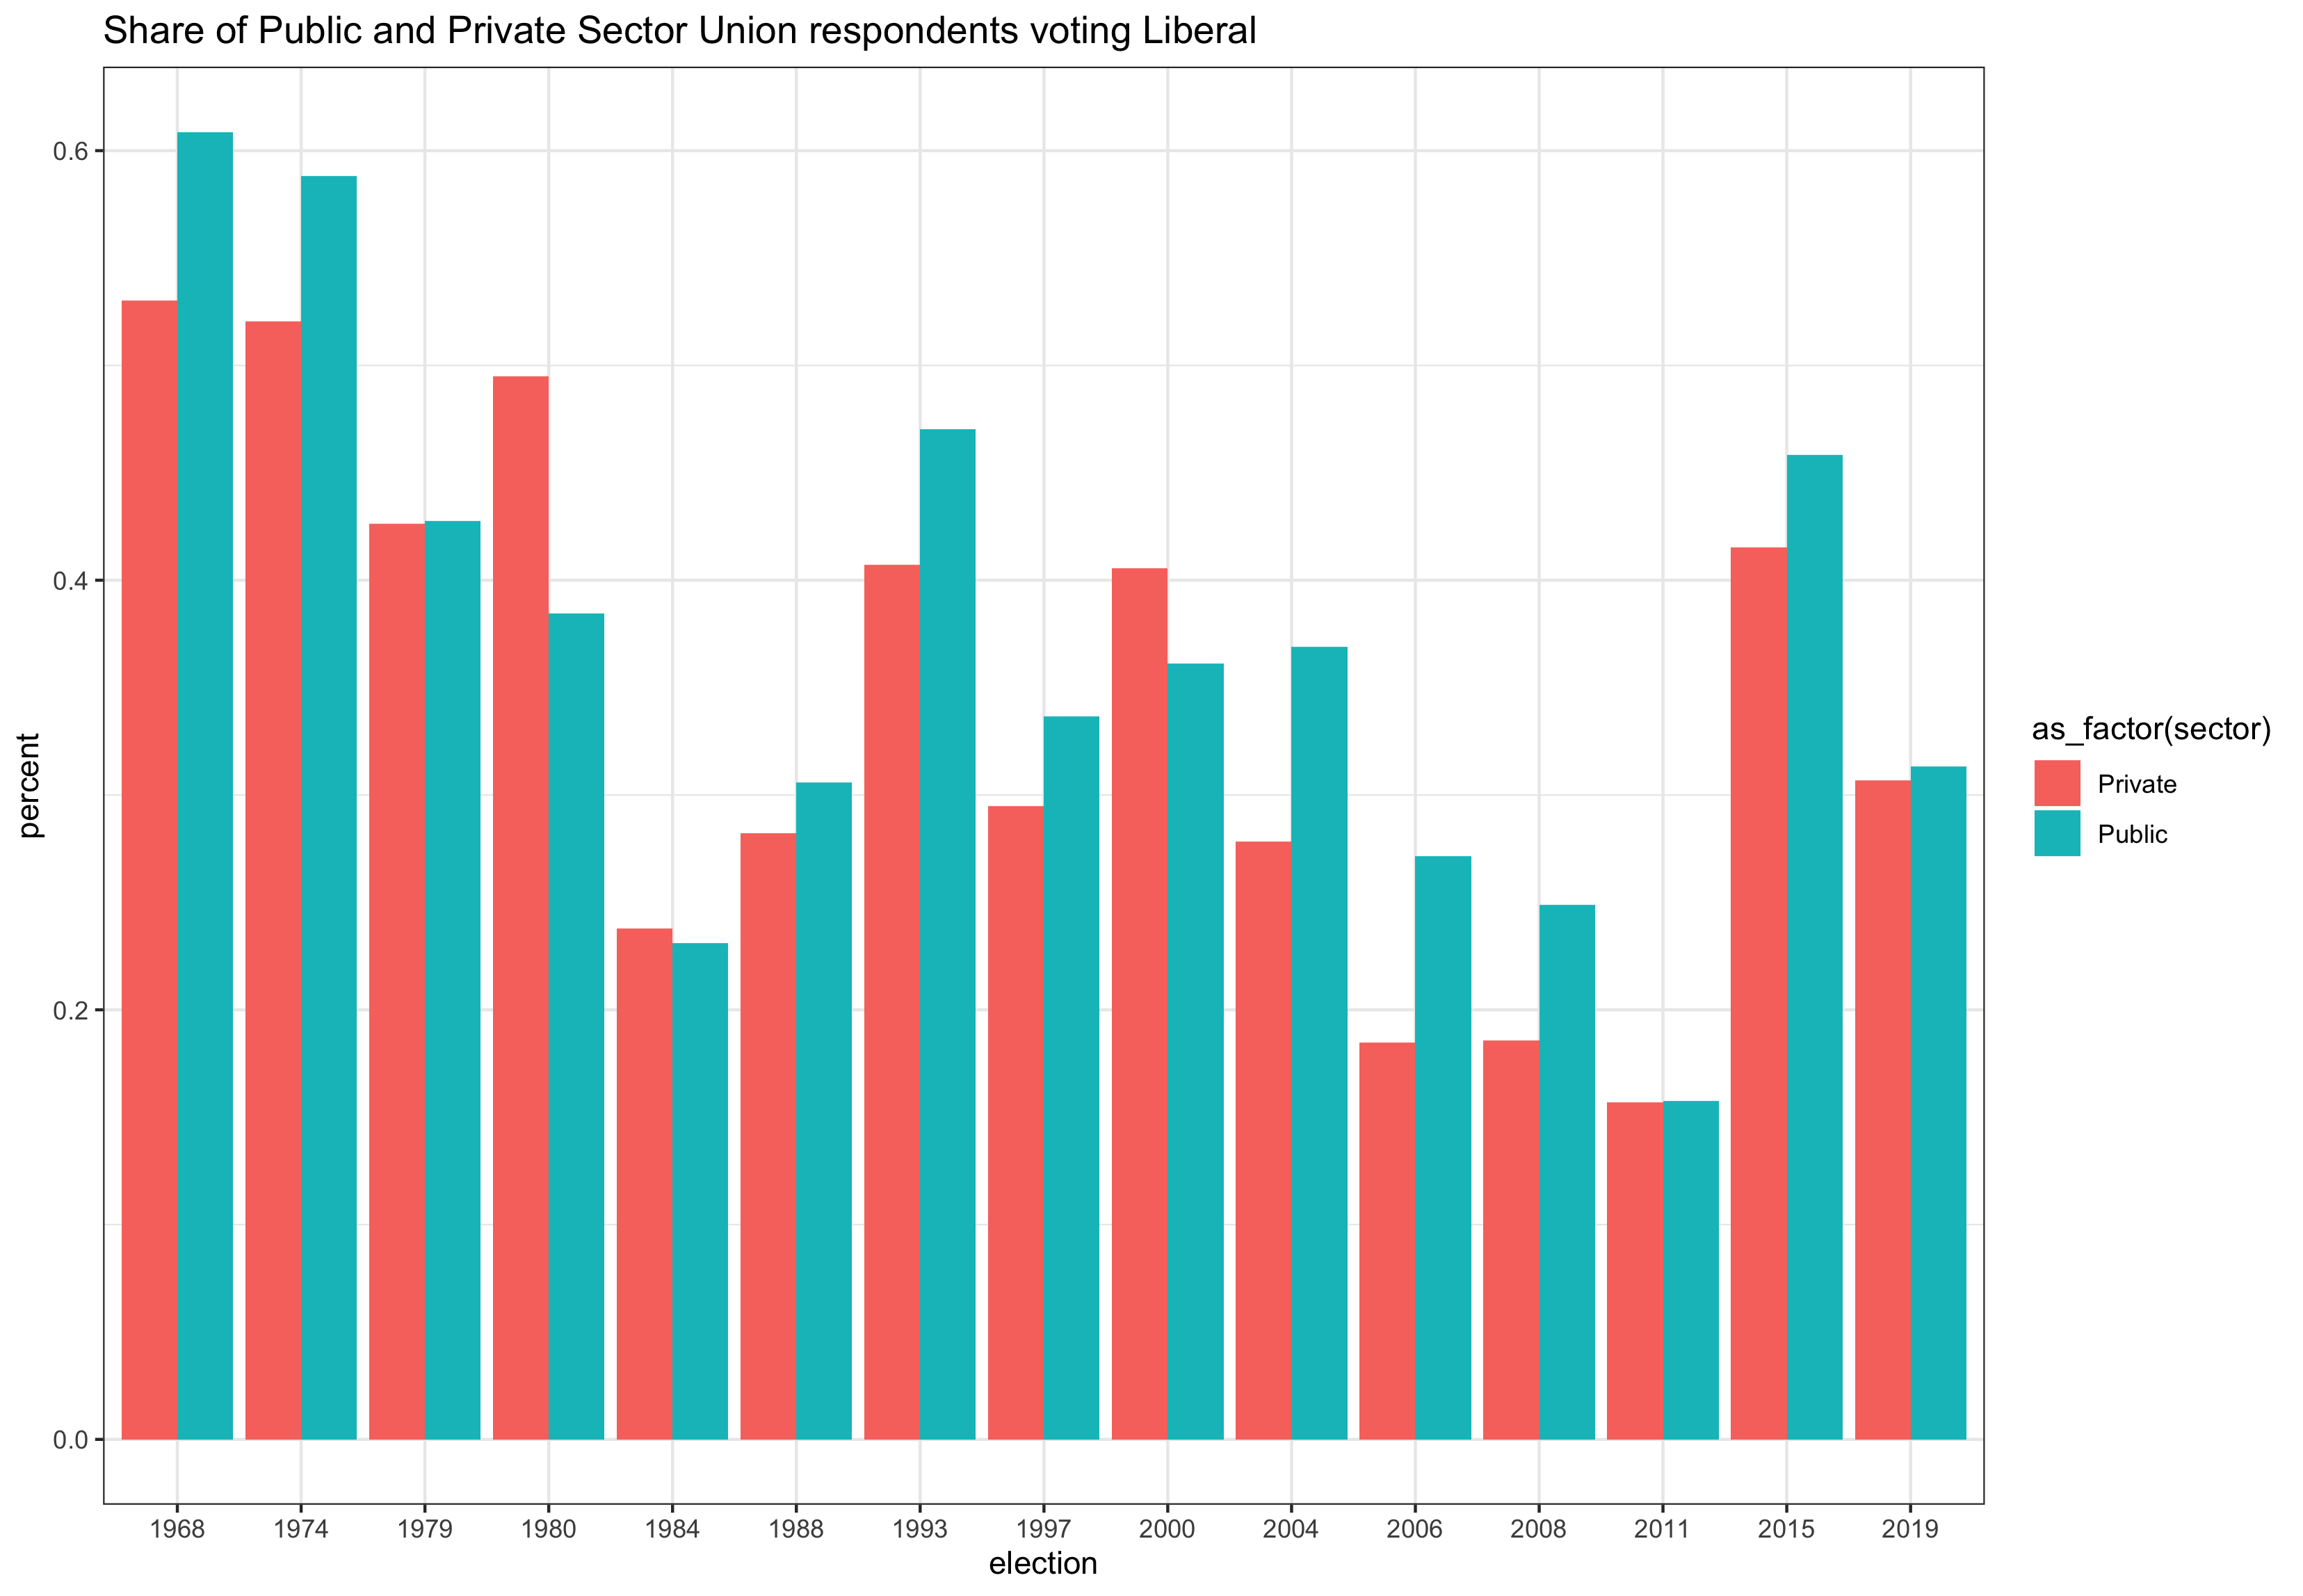 Share of Public and Private Sector Union respondents voting Liberal
0.6
0.4
0.2
0.0
percent
1968 1974 1979 1980 1984 1988 1993 1997 2000 2004 2006 2008 2011 2015 2019
election
as_factor(sector)
Private
Public